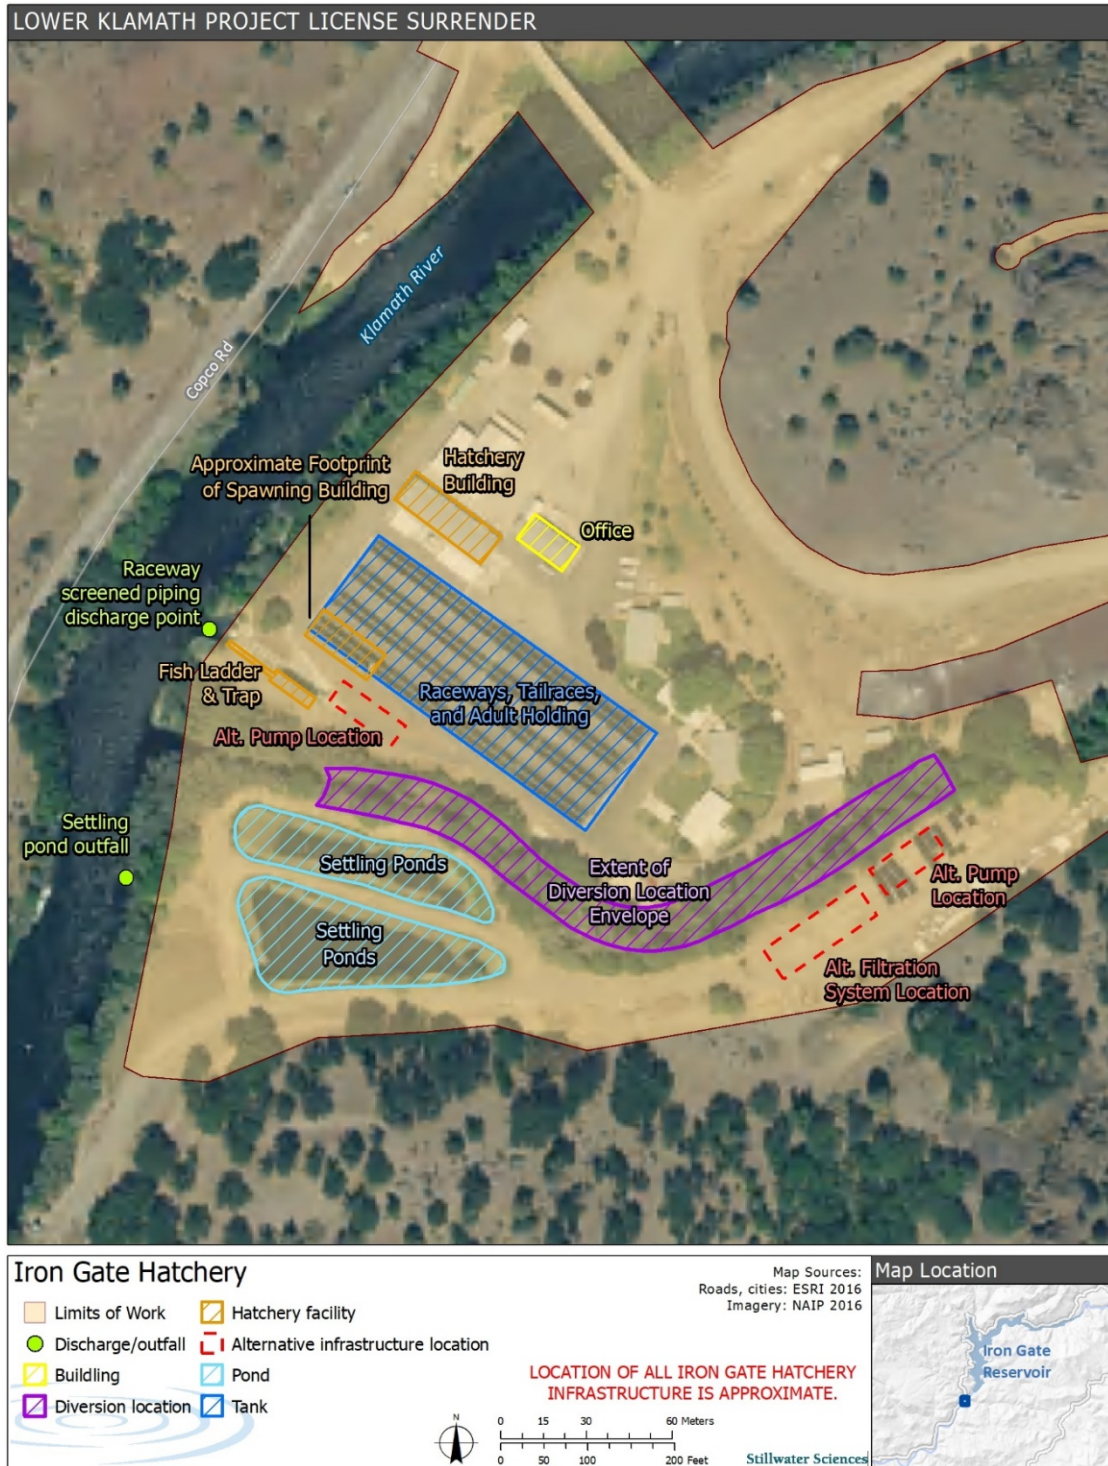 LOWER KLAMATH PROJECT LICENSE SURRENDER
Klamath River
Copco Rd
Approximate Footprint
of Spawning Building
Hatchery
Building
Office
Raceway
screened piping
discharge point
Fish Ladder
& Trap
Raceways, Tailraces,
and Adult Holding
Alt. Pump Location
Settling
pond outfall
Settling Ponds
Extent of
Diversion Location
Envelope
Alt. Pump
Location
Settling
Ponds
Alt. Filtration
System Location
Iron Gate Hatchery
Limits of Work
Discharge/outfall
Buildling
Diversion location
Hatchery facility
Alternative infrastructure location
Pond
Tank
Map Sources:
Roads, cities: ESRI 2016
Imagery: NAIP 2016
LOCATION OF ALL IRON GATE HATCHERY
INFRASTRUCTURE IS APPROXIMATE.
N
0 15 30 60 Meters
0 50 100 200 Feet
Stillwater Sciences
Map Location
Iron Gate
Reservoir